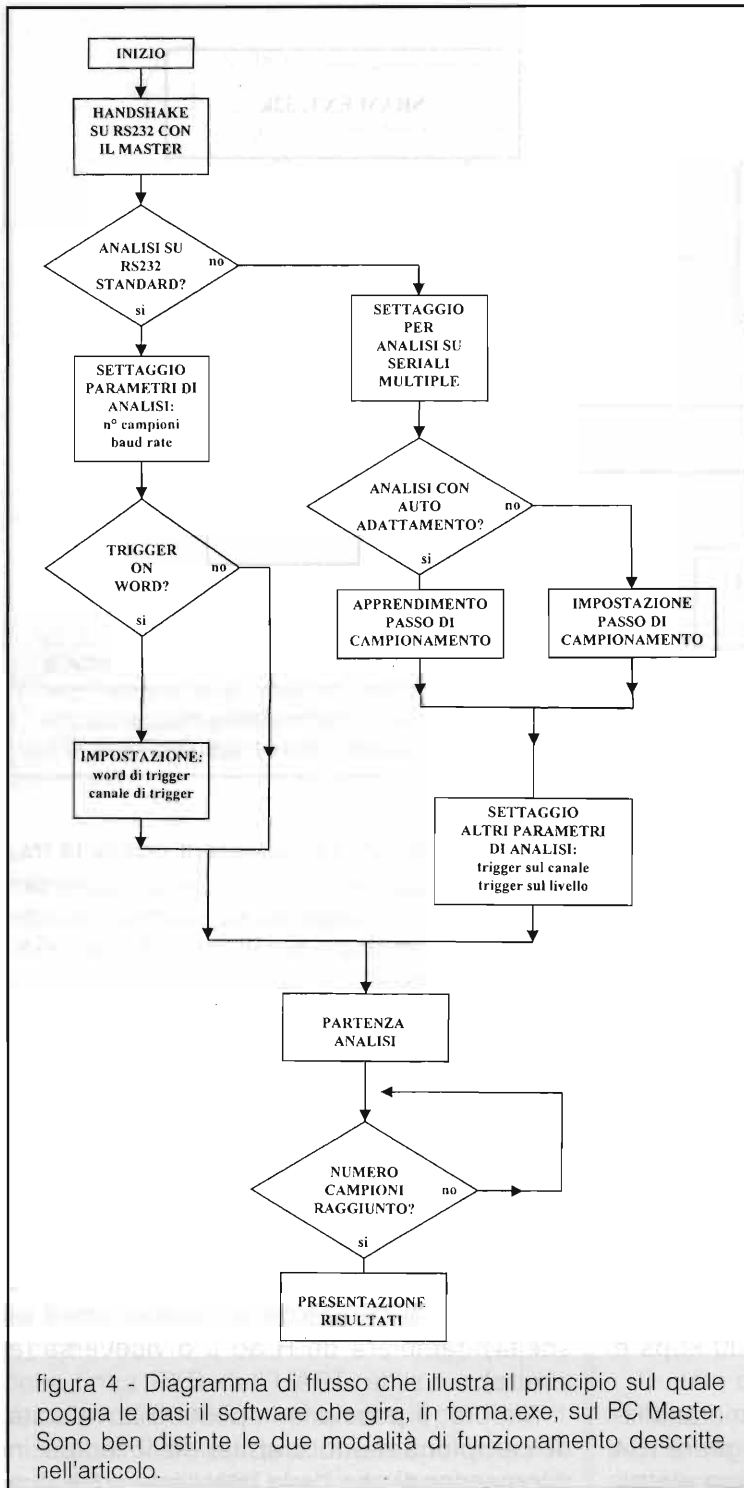 INIZIO
HANDSHAKE
SU RS232 CON
IL MASTER
ANALISI SU
RS232
STANDARD?
no
si
SETTAGGIO
PARAMETRI DI
ANALISI:
n° campioni
baud rate
TRIGGER
ON
WORD?
no
si
IMPOSTAZIONE:
word di trigger
canale di trigger
SETTAGGIO
PER
ANALISI SU
SERIALI
MULTIPLE
ANALISI CON
AUTO
ADATTAMENTO?
no
si
APPRENDIMENTO
PASSO DI
CAMPIONAMENTO
IMPOSTAZIONE
PASSO DI
CAMPIONAMENTO
SETTAGGIO
ALTRI PARAMETRI
DI ANALISI:
trigger sul canale
trigger sul livello
PARTENZA
ANALISI
NUMERO
CAMPIONI
RAGGIUNTO?
no
si
PRESENTAZIONE
RISULTATI
figura 4 - Diagramma di flusso che illustra il principio sul quale
poggia le basi il software che gira in forma.exe, sul PC Master.
Sono ben distinte le due modalità di funzionamento descritte
nell'articolo.